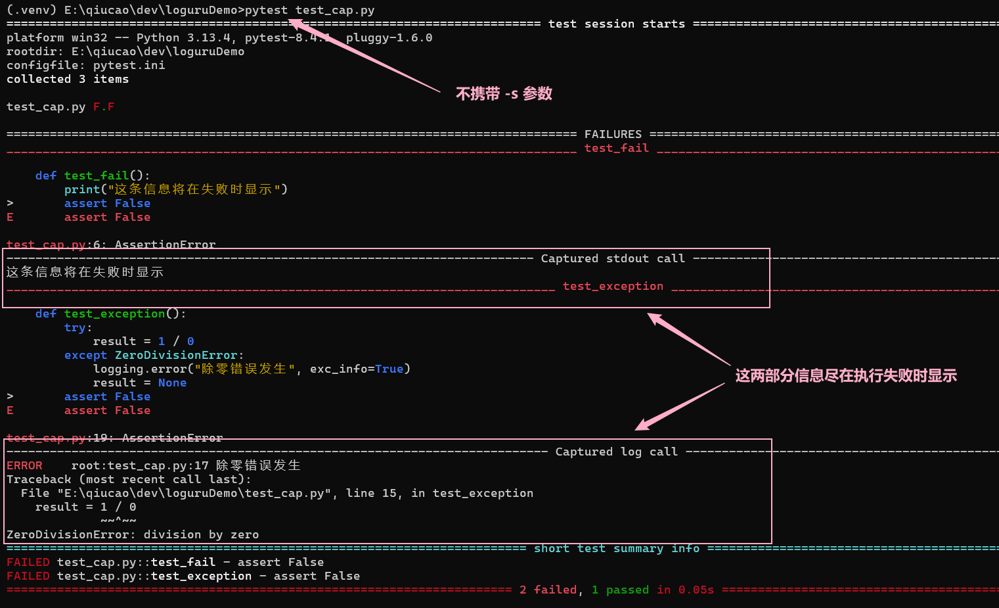 (.venv) E:\qiucao\dev\loguruDemo>pytest test_cap.py
========================================================================== test session starts ==========================================
platform win32 -- Python 3.13.4, pytest-8.4.1, pluggy-1.6.0
rootdir: E:\qiucao\dev\loguruDemo
configfile: pytest.ini
collected 3 items
不携带 -s 参数
test_cap.py F.F
=============================================================================== FAILURES ================================================
_______________________________________________________________________________ test_fail _______________________________________________
    def test_fail():
        print("这条信息将在失败时显示")
>       assert False
E       assert False
test_cap.py:6: AssertionError
------------------------------------------------------------------------- Captured stdout call ------------------------------------------
这条信息将在失败时显示
____________________________________________________________________________ test_exception _____________________________________________
    def test_exception():
        try:
            result = 1 / 0
        except ZeroDivisionError:
            logging.error("除零错误发生", exc_info=True)
这两部分信息尽在执行失败时显示
            result = None
>       assert False
E       assert False
test_cap.py:19: AssertionError
--------------------------------------------------------------------------- Captured log call -------------------------------------------
ERROR    root:test_cap.py:17 除零错误发生
Traceback (most recent call last):
  File "E:\qiucao\dev\loguruDemo\test_cap.py", line 15, in test_exception
    result = 1 / 0
             ~~^~~
ZeroDivisionError: division by zero
======================================================================== short test summary info ========================================
FAILED test_cap.py::test_fail - assert False
FAILED test_cap.py::test_exception - assert False
====================================================================== 2 failed, 1 passed in 0.05s ======================================